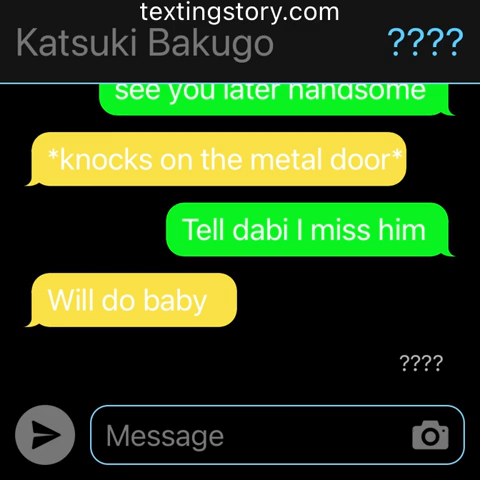 textingstory.com
Katsuki Bakugo
????
see you later handsome
*knocks on the metal door*
Tell dabi I miss him
Will do baby
????
Message